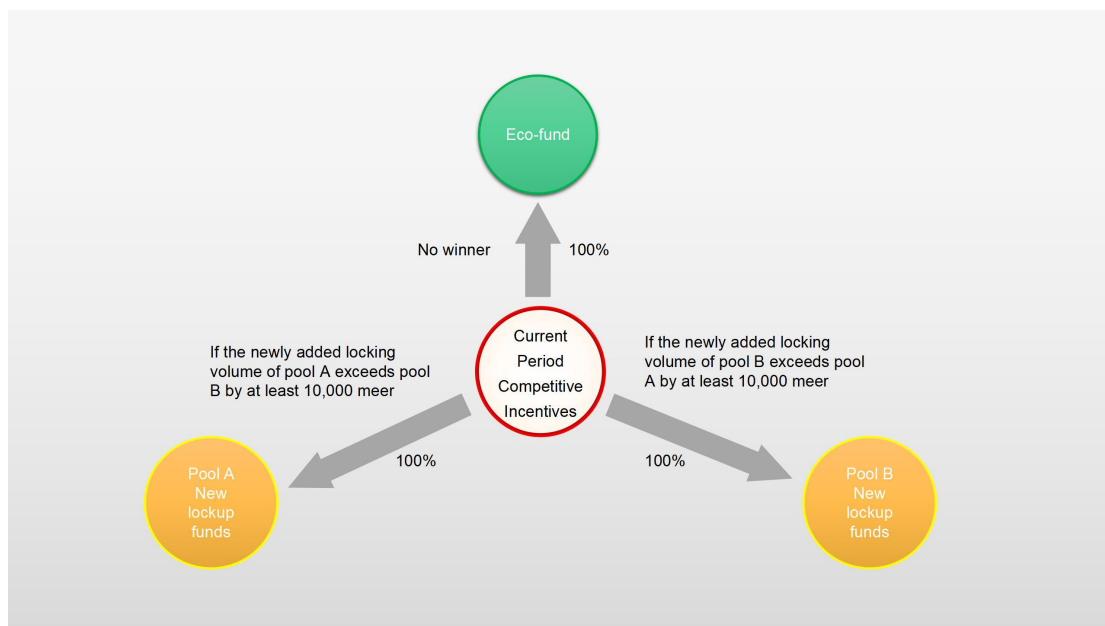 Eco-fund
No winner
100%
Current
Period
Competitive
Incentives
If the newly added locking
volume of pool A exceeds pool
B by at least 10,000 meer
If the newly added locking
volume of pool B exceeds pool
A by at least 10,000 meer
100%
100%
Pool A
New
lockup
funds
Pool B
New
lockup
funds